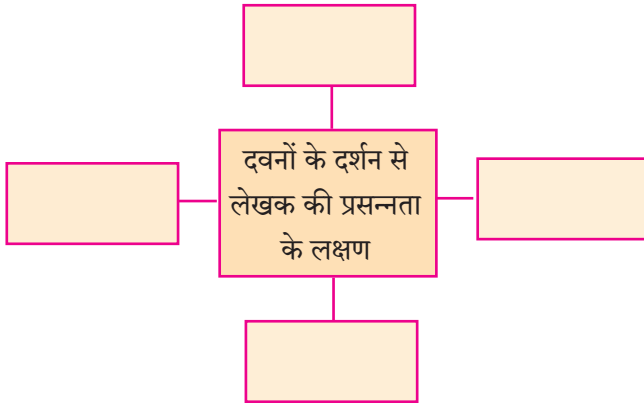 दवनों के दर्शन से
लेखक की प्रसन्नता
के लक्षण